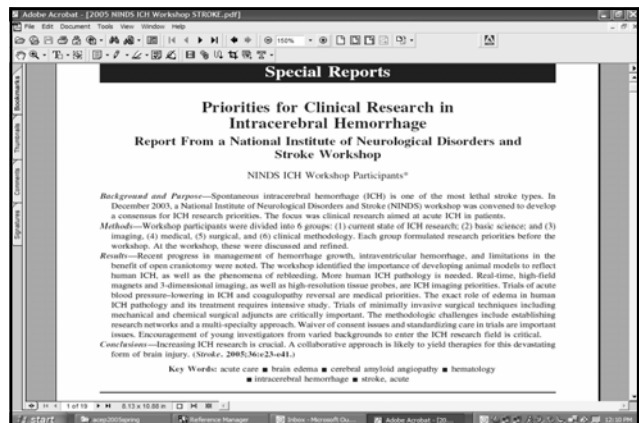 Adobe Acrobat - [2005 NINDS ICH Workshop STROKE.pdf]
File Edit Document Tools View Window Help
150%
Bookmarks
Thumbnails
Comments
Signatures
Special Reports
Priorities for Clinical Research in
Intracerebral Hemorrhage
Report From a National Institute of Neurological Disorders and
Stroke Workshop
NINDS ICH Workshop Participants*
Background and Purpose—Spontaneous intracerebral hemorrhage (ICH) is one of the most lethal stroke types. In
December 2003, a National Institute of Neurological Disorders and Stroke (NINDS) workshop was convened to develop
a consensus for ICH research priorities. The focus was clinical research aimed at acute ICH in patients.
Methods—Workshop participants were divided into 6 groups: (1) current state of ICH research; (2) basic science; and (3)
imaging, (4) medical, (5) surgical, and (6) clinical methodology. Each group formulated research priorities before the
workshop. At the workshop, these were discussed and refined.
Results—Recent progress in management of hemorrhage growth, intraventricular hemorrhage, and limitations in the
benefit of open craniotomy were noted. The workshop identified the importance of developing animal models to reflect
human ICH, as well as the phenomena of rebleeding. More human ICH pathology is needed. Real-time, high-field
magnets and 3-dimensional imaging, as well as high-resolution tissue probes, are ICH imaging priorities. Trials of acute
blood pressure–lowering in ICH and coagulopathy reversal are medical priorities. The exact role of edema in human
ICH pathology and its treatment requires intensive study. Trials of minimally invasive surgical techniques including
mechanical and chemical surgical adjuncts are critically important. The methodologic challenges include establishing
research networks and a multi-specialty approach. Waiver of consent issues and standardizing care in trials are important
issues. Encouragement of young investigators from varied backgrounds to enter the ICH research field is critical.
Conclusions—Increasing ICH research is crucial. A collaborative approach is likely to yield therapies for this devastating
form of brain injury. (Stroke. 2005;36:e23-e41.)
Key Words: acute care ■ brain edema ■ cerebral amyloid angiopathy ■ hematology
■ intracerebral hemorrhage ■ stroke, acute
1 of 19 8.13 x 10.88 in
start acep2005spring Reference Manager Inbox - Microsoft Ou... Adobe Acrobat - [20... 12:10 PM